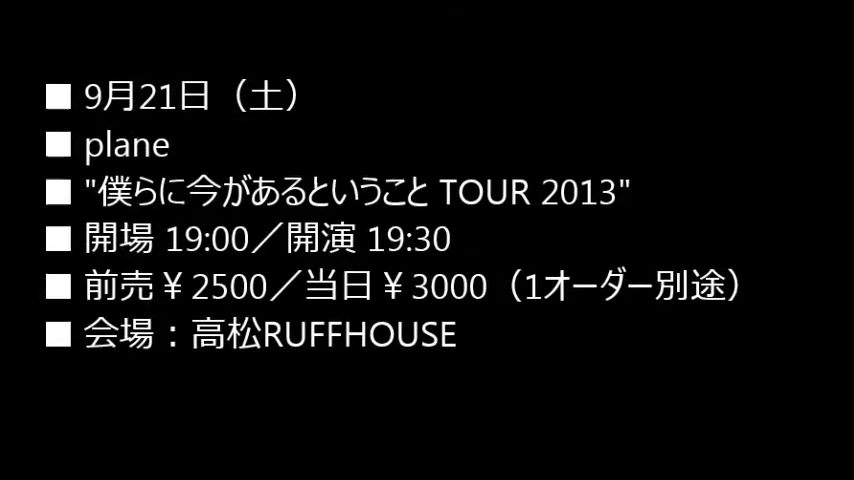 ■ 9月21日（土）
■ plane
■ "僕らに今があるということ TOUR 2013"
■ 開場 19:00／開演 19:30
■ 前売￥2500／当日￥3000（1オーダー別途）
■ 会場：高松RUFFHOUSE